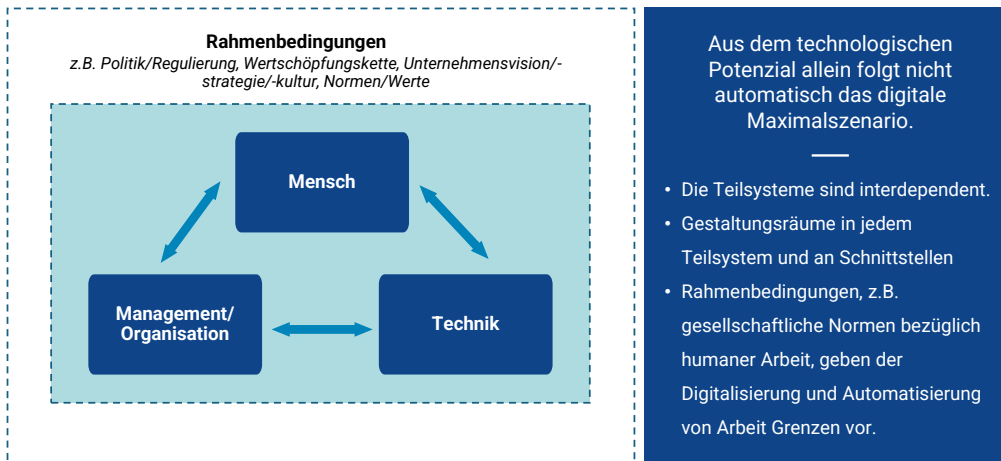 Rahmenbedingungen
z.B. Politik/Regulierung, Wertschöpfungskette, Unternehmensvision/-
strategie/-kultur, Normen/Werte
Mensch
Management/
Organisation
Technik
Aus dem technologischen
Potenzial allein folgt nicht
automatisch das digitale
Maximalszenario.
• Die Teilsysteme sind interdependent.
• Gestaltungsräume in jedem
Teilsystem und an Schnittstellen
• Rahmenbedingungen, z.B.
gesellschaftliche Normen bezüglich
humaner Arbeit, geben der
Digitalisierung und Automatisierung
von Arbeit Grenzen vor.